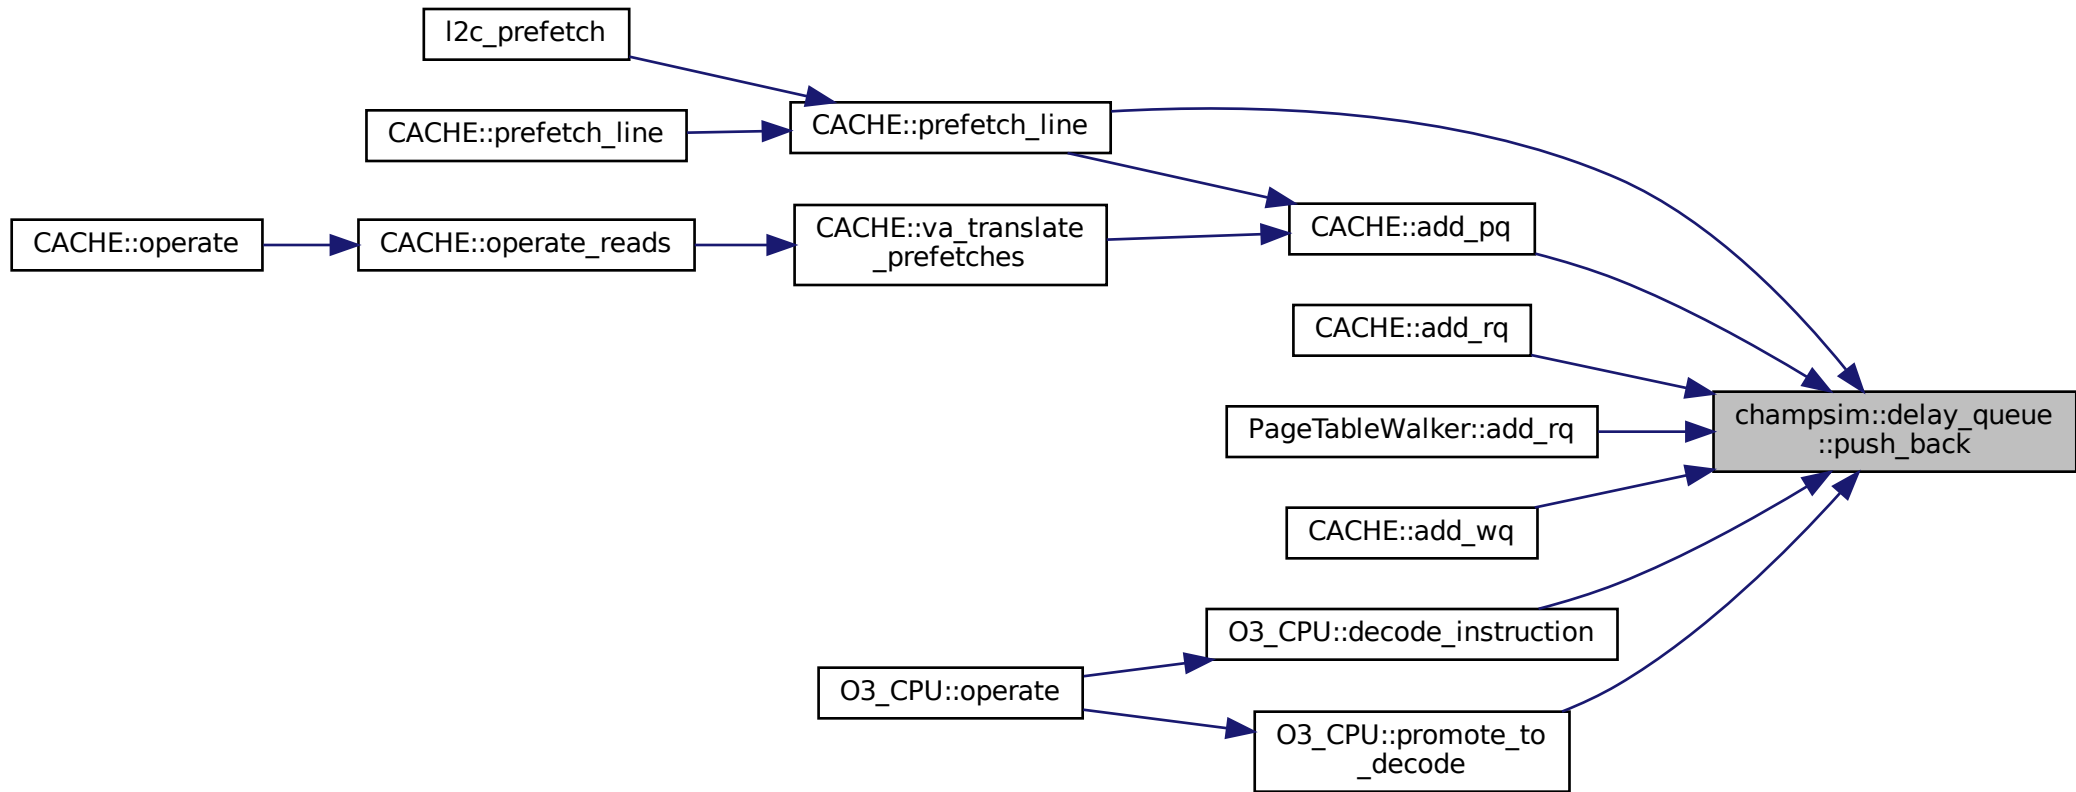 l2c_prefetch
CACHE::prefetch_line
CACHE::prefetch_line
CACHE::operate
CACHE::operate_reads
CACHE::va_translate
_prefetches
CACHE::add_pq
CACHE::add_rq
PageTableWalker::add_rq
CACHE::add_wq
champsim::delay_queue
::push_back
O3_CPU::decode_instruction
O3_CPU::operate
O3_CPU::promote_to
_decode